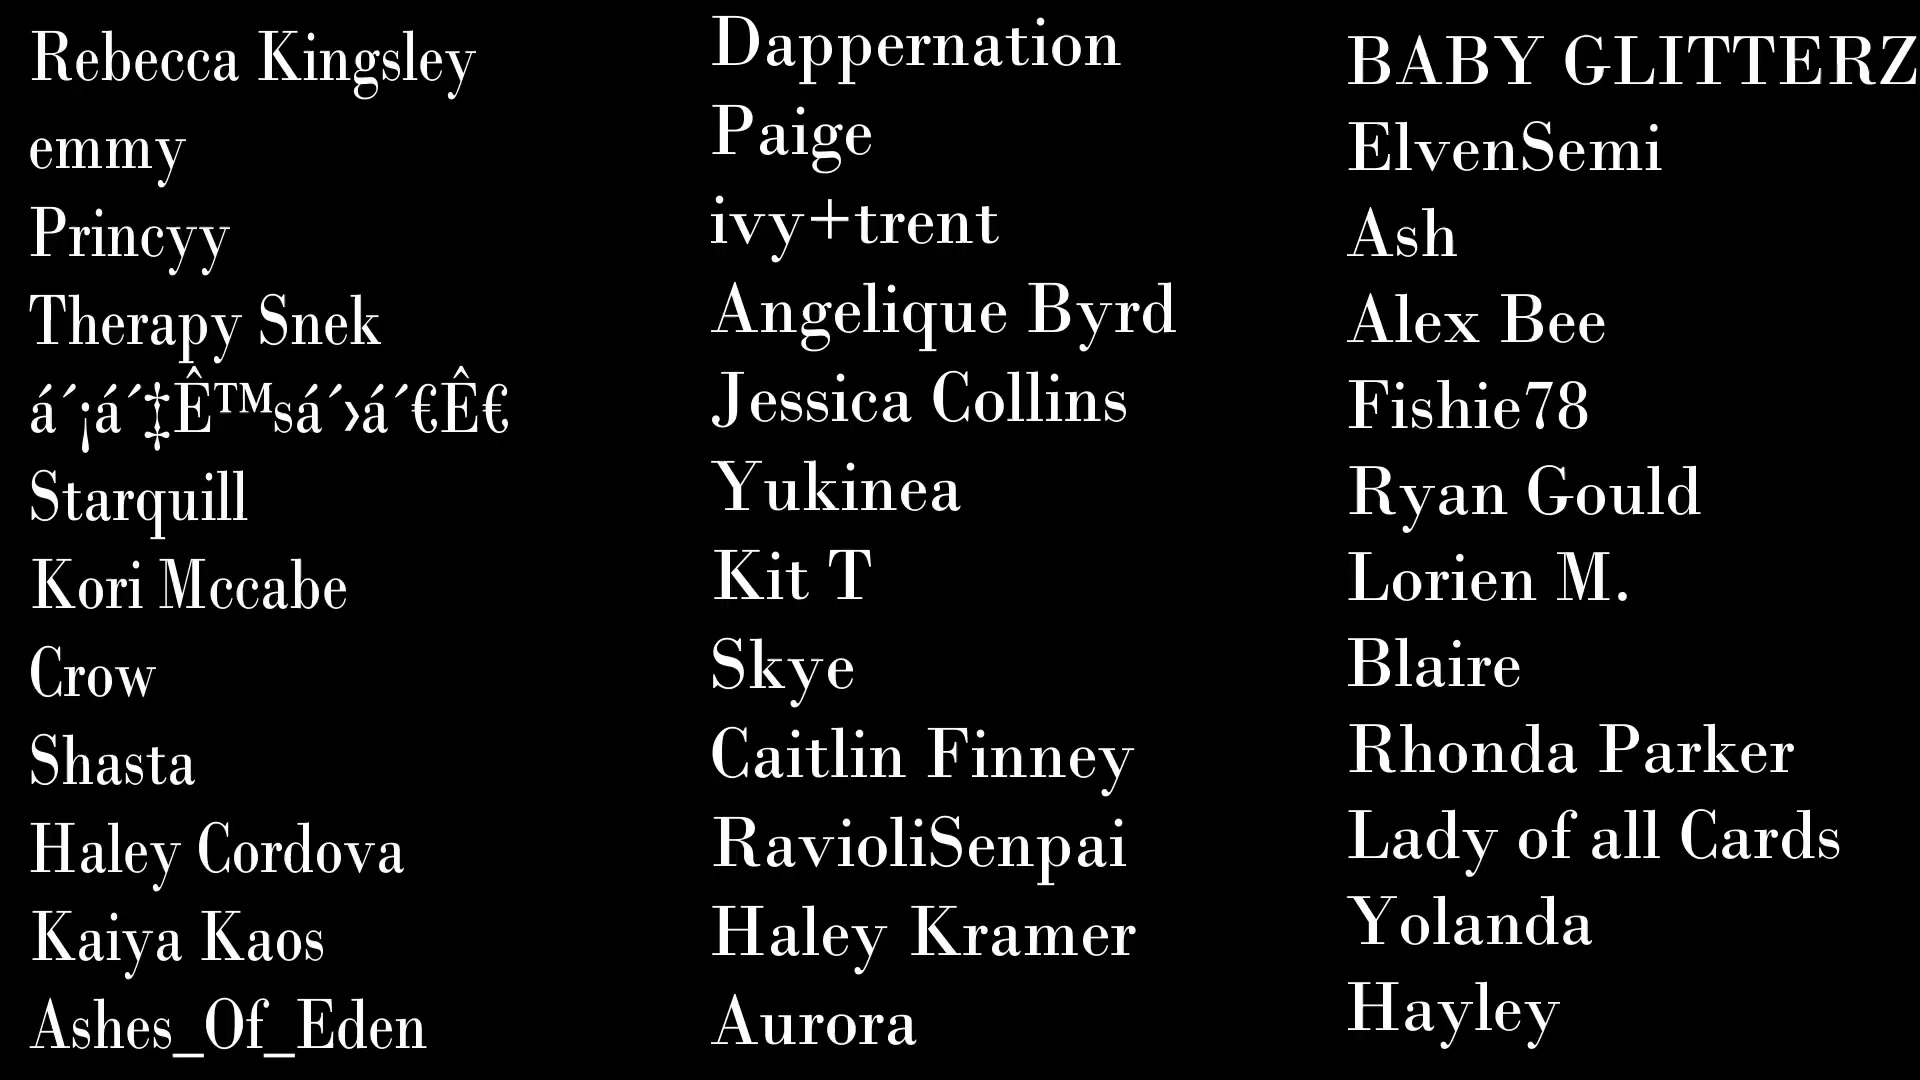 Rebecca Kingsley
emmy
Princyy
Therapy Snek
á´¡á´‡Ê™sá´›á´€Ê€
Starquill
Kori Mccabe
Crow
Shasta
Haley Cordova
Kaiya Kaos
Ashes_Of_Eden
Dappernation
Paige
ivy+trent
Angelique Byrd
Jessica Collins
Yukinea
Kit T
Skye
Caitlin Finney
RavioliSenpai
Haley Kramer
Aurora
BABY GLITTERZ
ElvenSemi
Ash
Alex Bee
Fishie78
Ryan Gould
Lorien M.
Blaire
Rhonda Parker
Lady of all Cards
Yolanda
Hayley